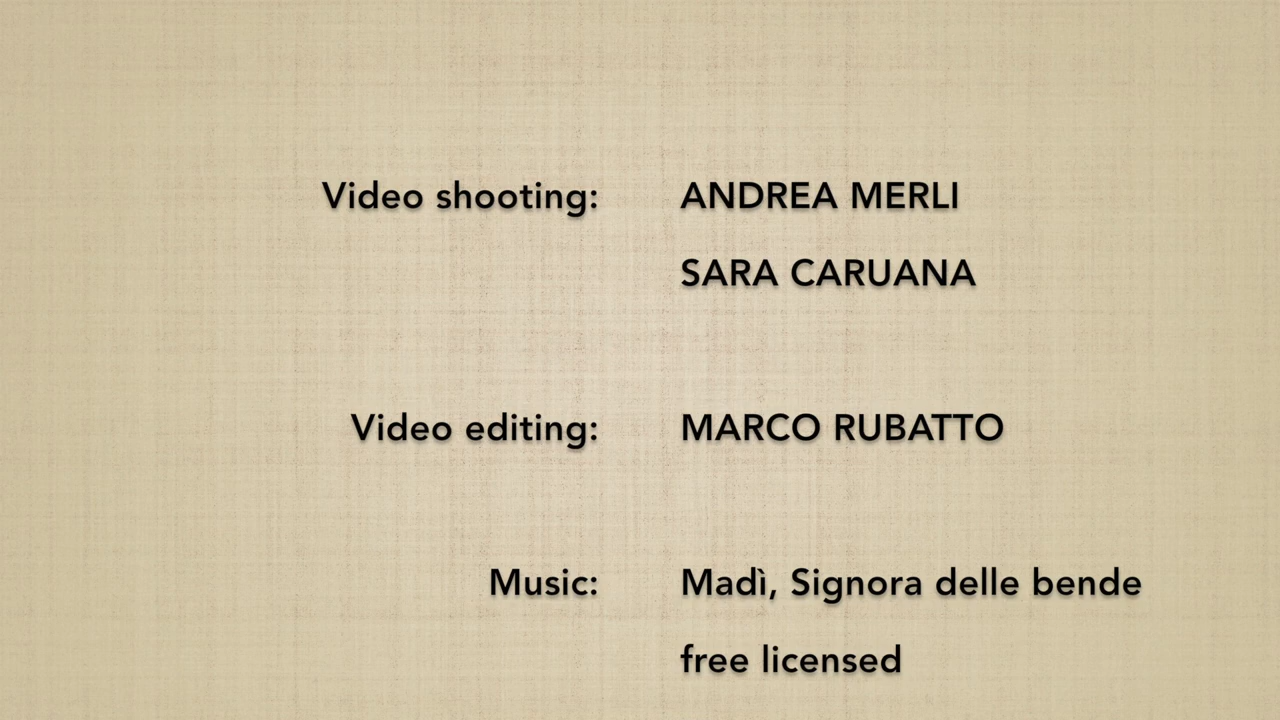 Video shooting: ANDREA MERLI
SARA CARUANA
Video editing: MARCO RUBATTO
Music: Madì, Signora delle bende
free licensed